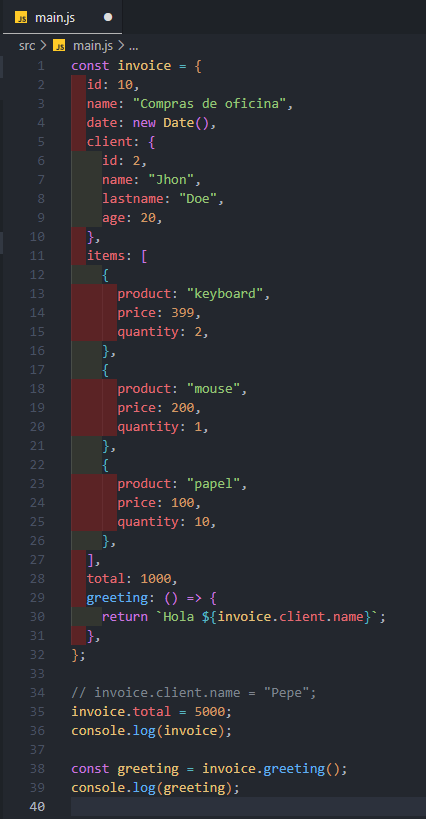 JS main.js
src > JS main.js > ...
1 const invoice = {
2   id: 10,
3   name: "Compras de oficina",
4   date: new Date(),
5   client: {
6     id: 2,
7     name: "Jhon",
8     lastname: "Doe",
9     age: 20,
10   },
11   items: [
12     {
13       product: "keyboard",
14       price: 399,
15       quantity: 2,
16     },
17     {
18       product: "mouse",
19       price: 200,
20       quantity: 1,
21     },
22     {
23       product: "papel",
24       price: 100,
25       quantity: 10,
26     },
27   ],
28   total: 1000,
29   greeting: () => {
30     return `Hola ${invoice.client.name}`;
31   },
32 };
33
34 // invoice.client.name = "Pepe";
35 invoice.total = 5000;
36 console.log(invoice);
37
38 const greeting = invoice.greeting();
39 console.log(greeting);
40